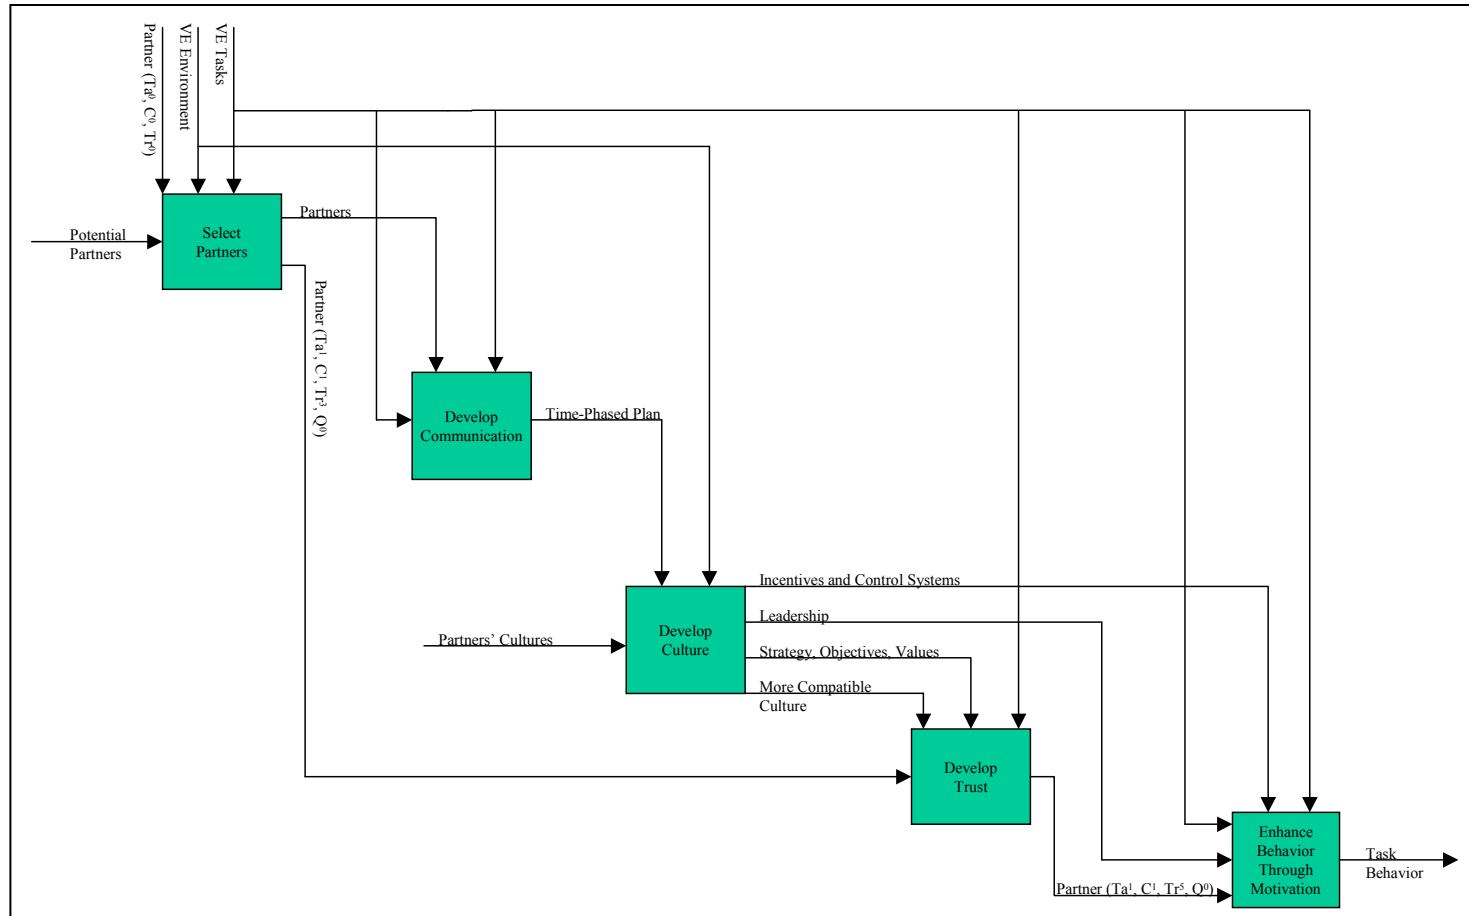 Partner (Ta⁰, C⁰, Tr⁰)
VE Environment
VE Tasks
Potential
Partners
Select
Partners
Partners
Partner (Ta¹, C¹, Tr³, Q⁰)
Develop
Communication
Time-Phased Plan
Partners’ Cultures
Develop
Culture
Incentives and Control Systems
Leadership
Strategy, Objectives, Values
More Compatible
Culture
Develop
Trust
Partner (Ta¹, C¹, Tr⁵, Q⁰)
Enhance
Behavior
Through
Motivation
Task
Behavior